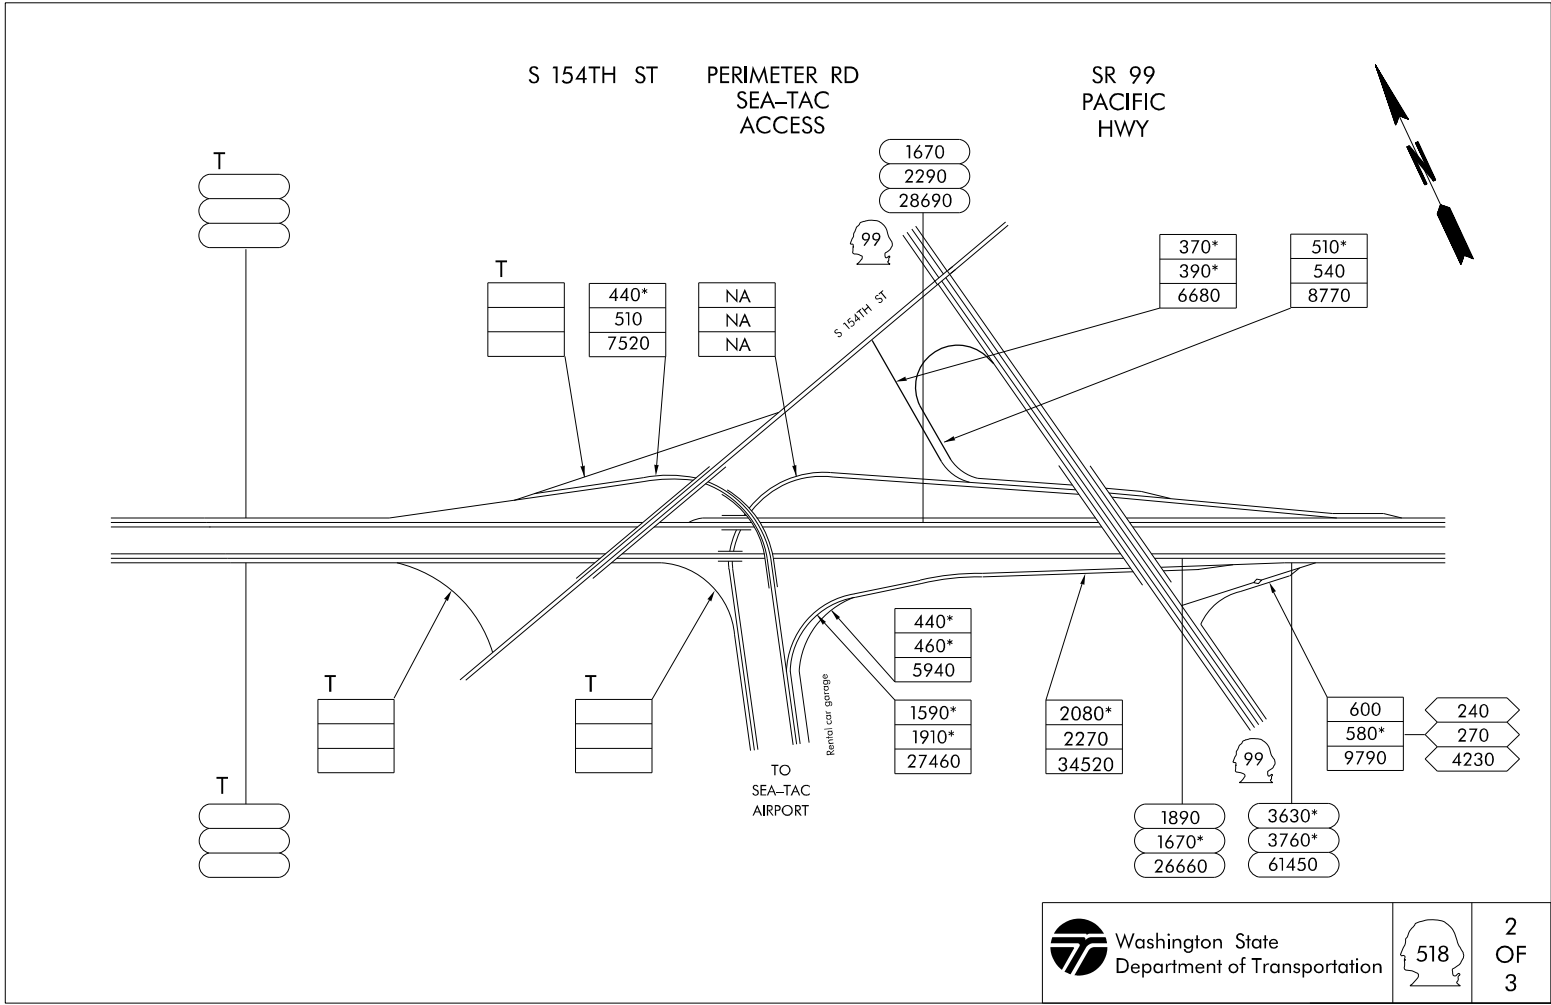 S 154TH ST
PERIMETER RD
SEA–TAC
ACCESS
SR 99
PACIFIC
HWY
T
1670
2290
28690
99
T
440*
510
7520
NA
NA
NA
S 154TH ST
370*
390*
6680
510*
540
8770
N
T
T
T
440*
460*
5940
1590*
1910*
27460
Rental car garage
TO
SEA–TAC
AIRPORT
2080*
2270
34520
600
580*
9790
240
270
4230
99
1890
1670*
26660
3630*
3760*
61450
Washington State
Department of Transportation
518
2
OF
3